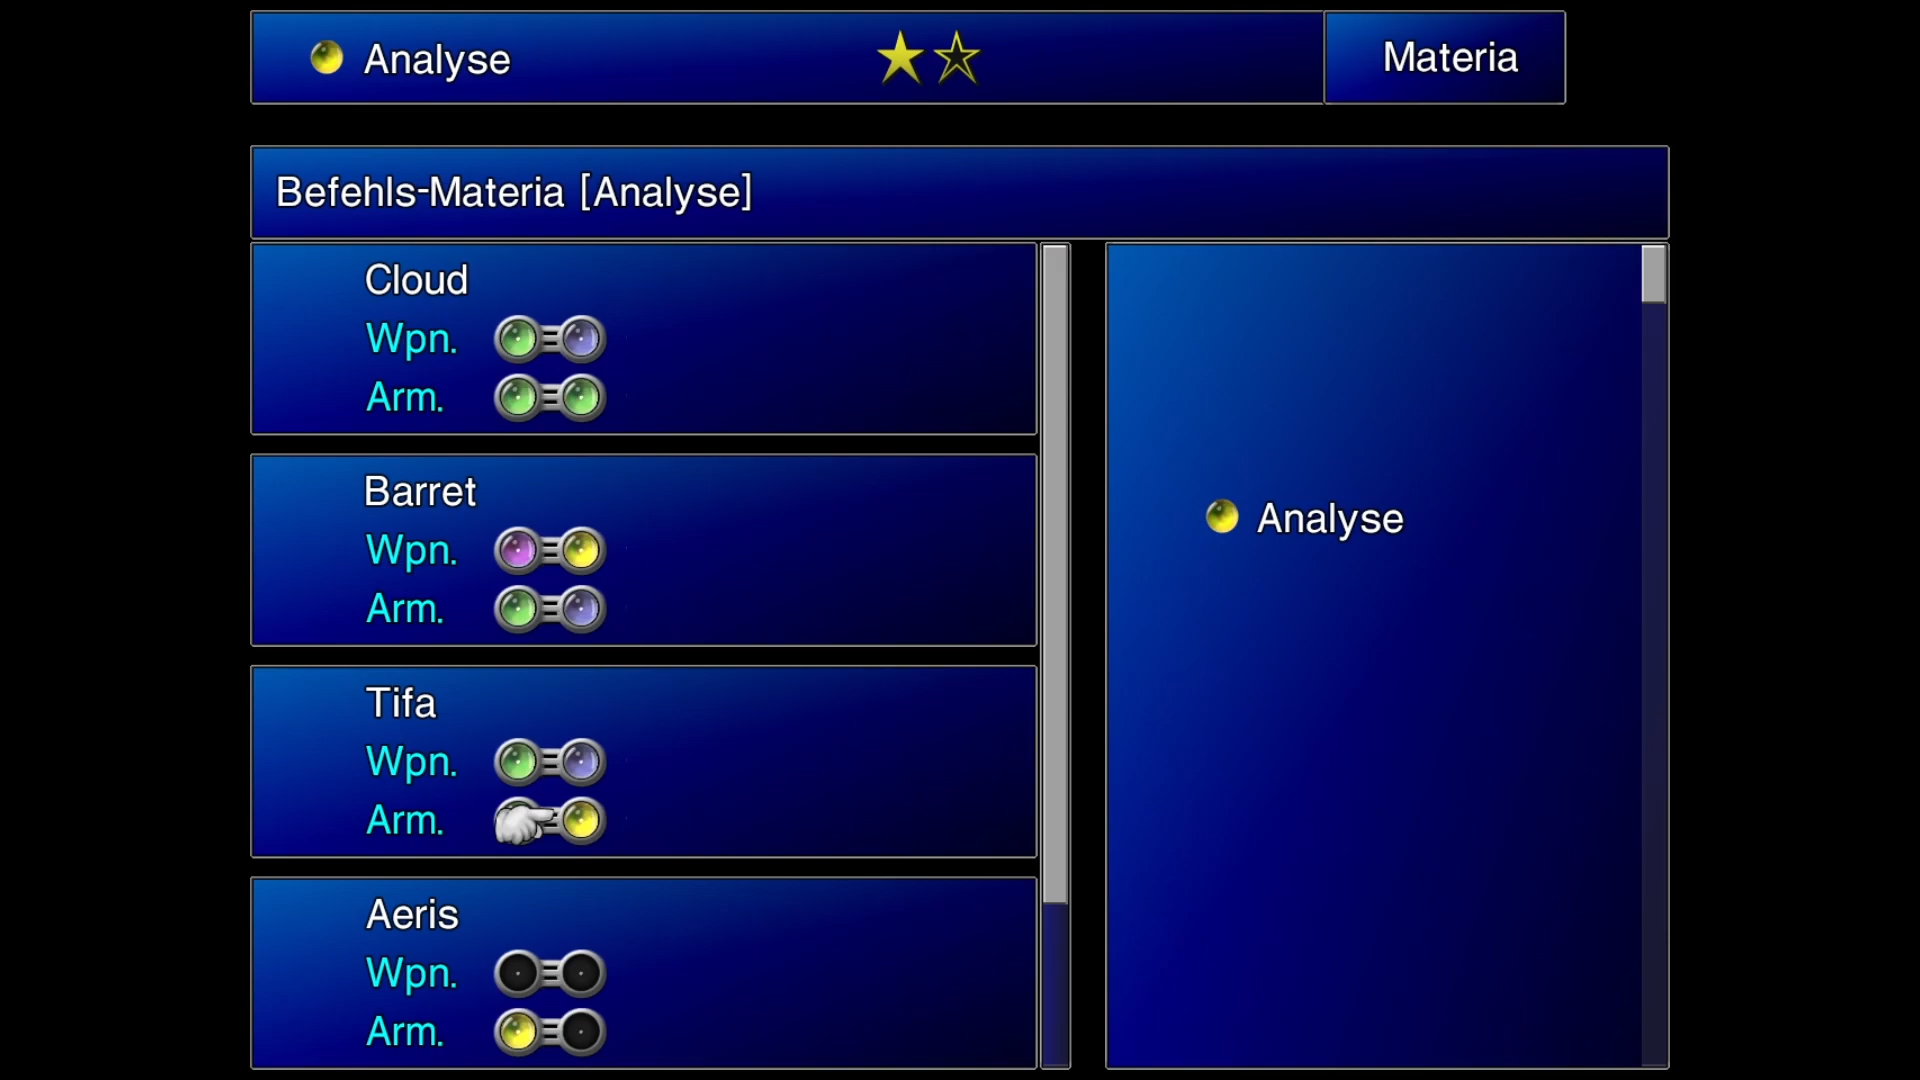 Analyse
Materia
Befehls-Materia [Analyse]
Cloud
Wpn.
Arm.
Barret
Wpn.
Arm.
Tifa
Wpn.
Arm.
Aeris
Wpn.
Arm.
Analyse